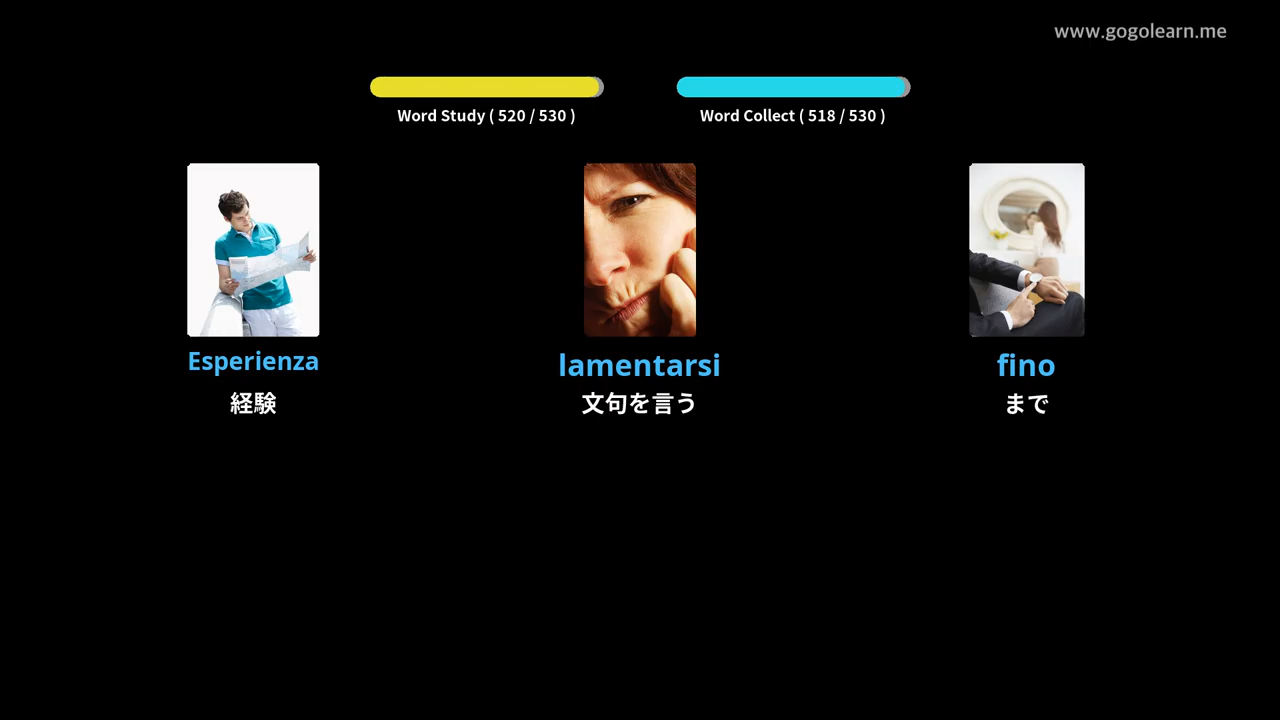 www.gogolearn.me
Word Study ( 520 / 530 )
Word Collect ( 518 / 530 )
Esperienza
経験
lamentarsi
文句を言う
fino
まで